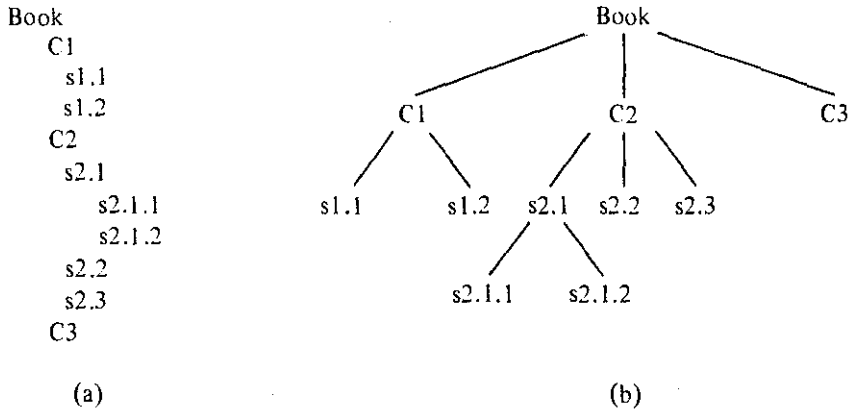 Book
C1
s1.1
s1.2
C2
s2.1
s2.1.1
s2.1.2
s2.2
s2.3
C3
(a)
Book
C1 C2 C3
s1.1 s1.2 s2.1 s2.2 s2.3
s2.1.1 s2.1.2
(b)